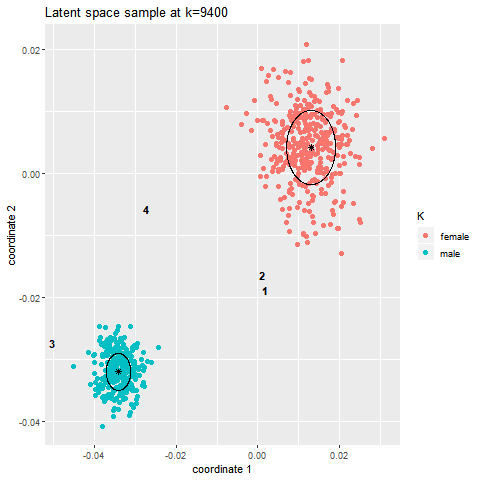 Latent space sample at k=9400
0.02
0.00
-0.02
-0.04
coordinate 2
4
2
1
3
-0.04
-0.02
0.00
0.02
coordinate 1
K
female
male